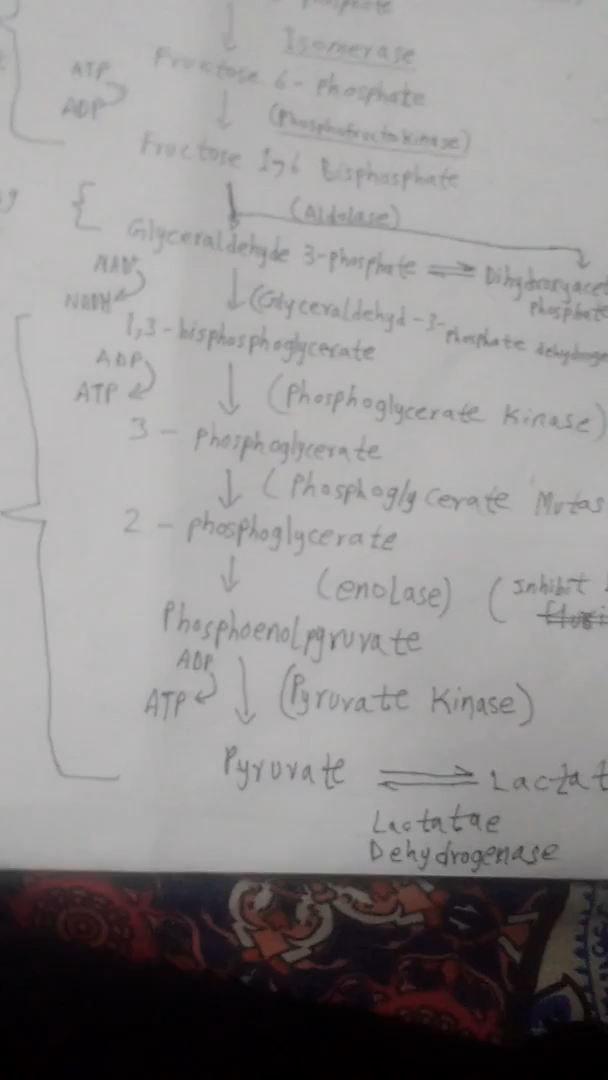 phosphate
Isomerase
Fructose 6- Phosphate
ATP
ADP
(Phosphofructokinase)
Fructose 1,6 Bisphosphate
(Aldolase)
Glyceraldehyde 3-phosphate ⇌ Dihydroxyacet
phosphate
NAD⁺
NADH
(Glyceraldehyd-3-phosphate dehydrogen
1,3-bisphosphoglycerate
ADP
ATP
(Phosphoglycerate Kinase)
3 - phosphoglycerate
(Phosphoglycerate Mutas
2 - phosphoglycerate
(enolase) (Inhibit
Phosphoenolpyruvate
ADP
ATP
(Pyruvate Kinase)
Pyruvate ⇌ Lactat
Lactatae
Dehydrogenase